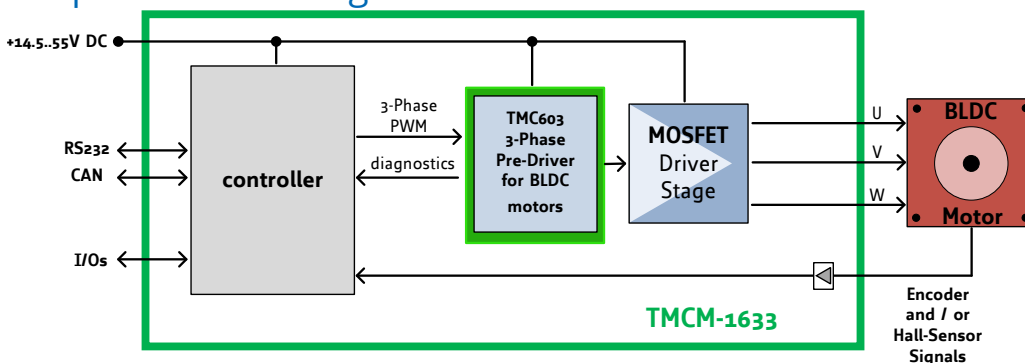 +14.5..55V DC
RS232
CAN
I/Os
controller
3-Phase
PWM
diagnostics
TMC603
3-Phase
Pre-Driver
for BLDC
motors
MOSFET
Driver
Stage
U
V
W
BLDC
Motor
TMCM-1633
Encoder
and / or
Hall-Sensor
Signals